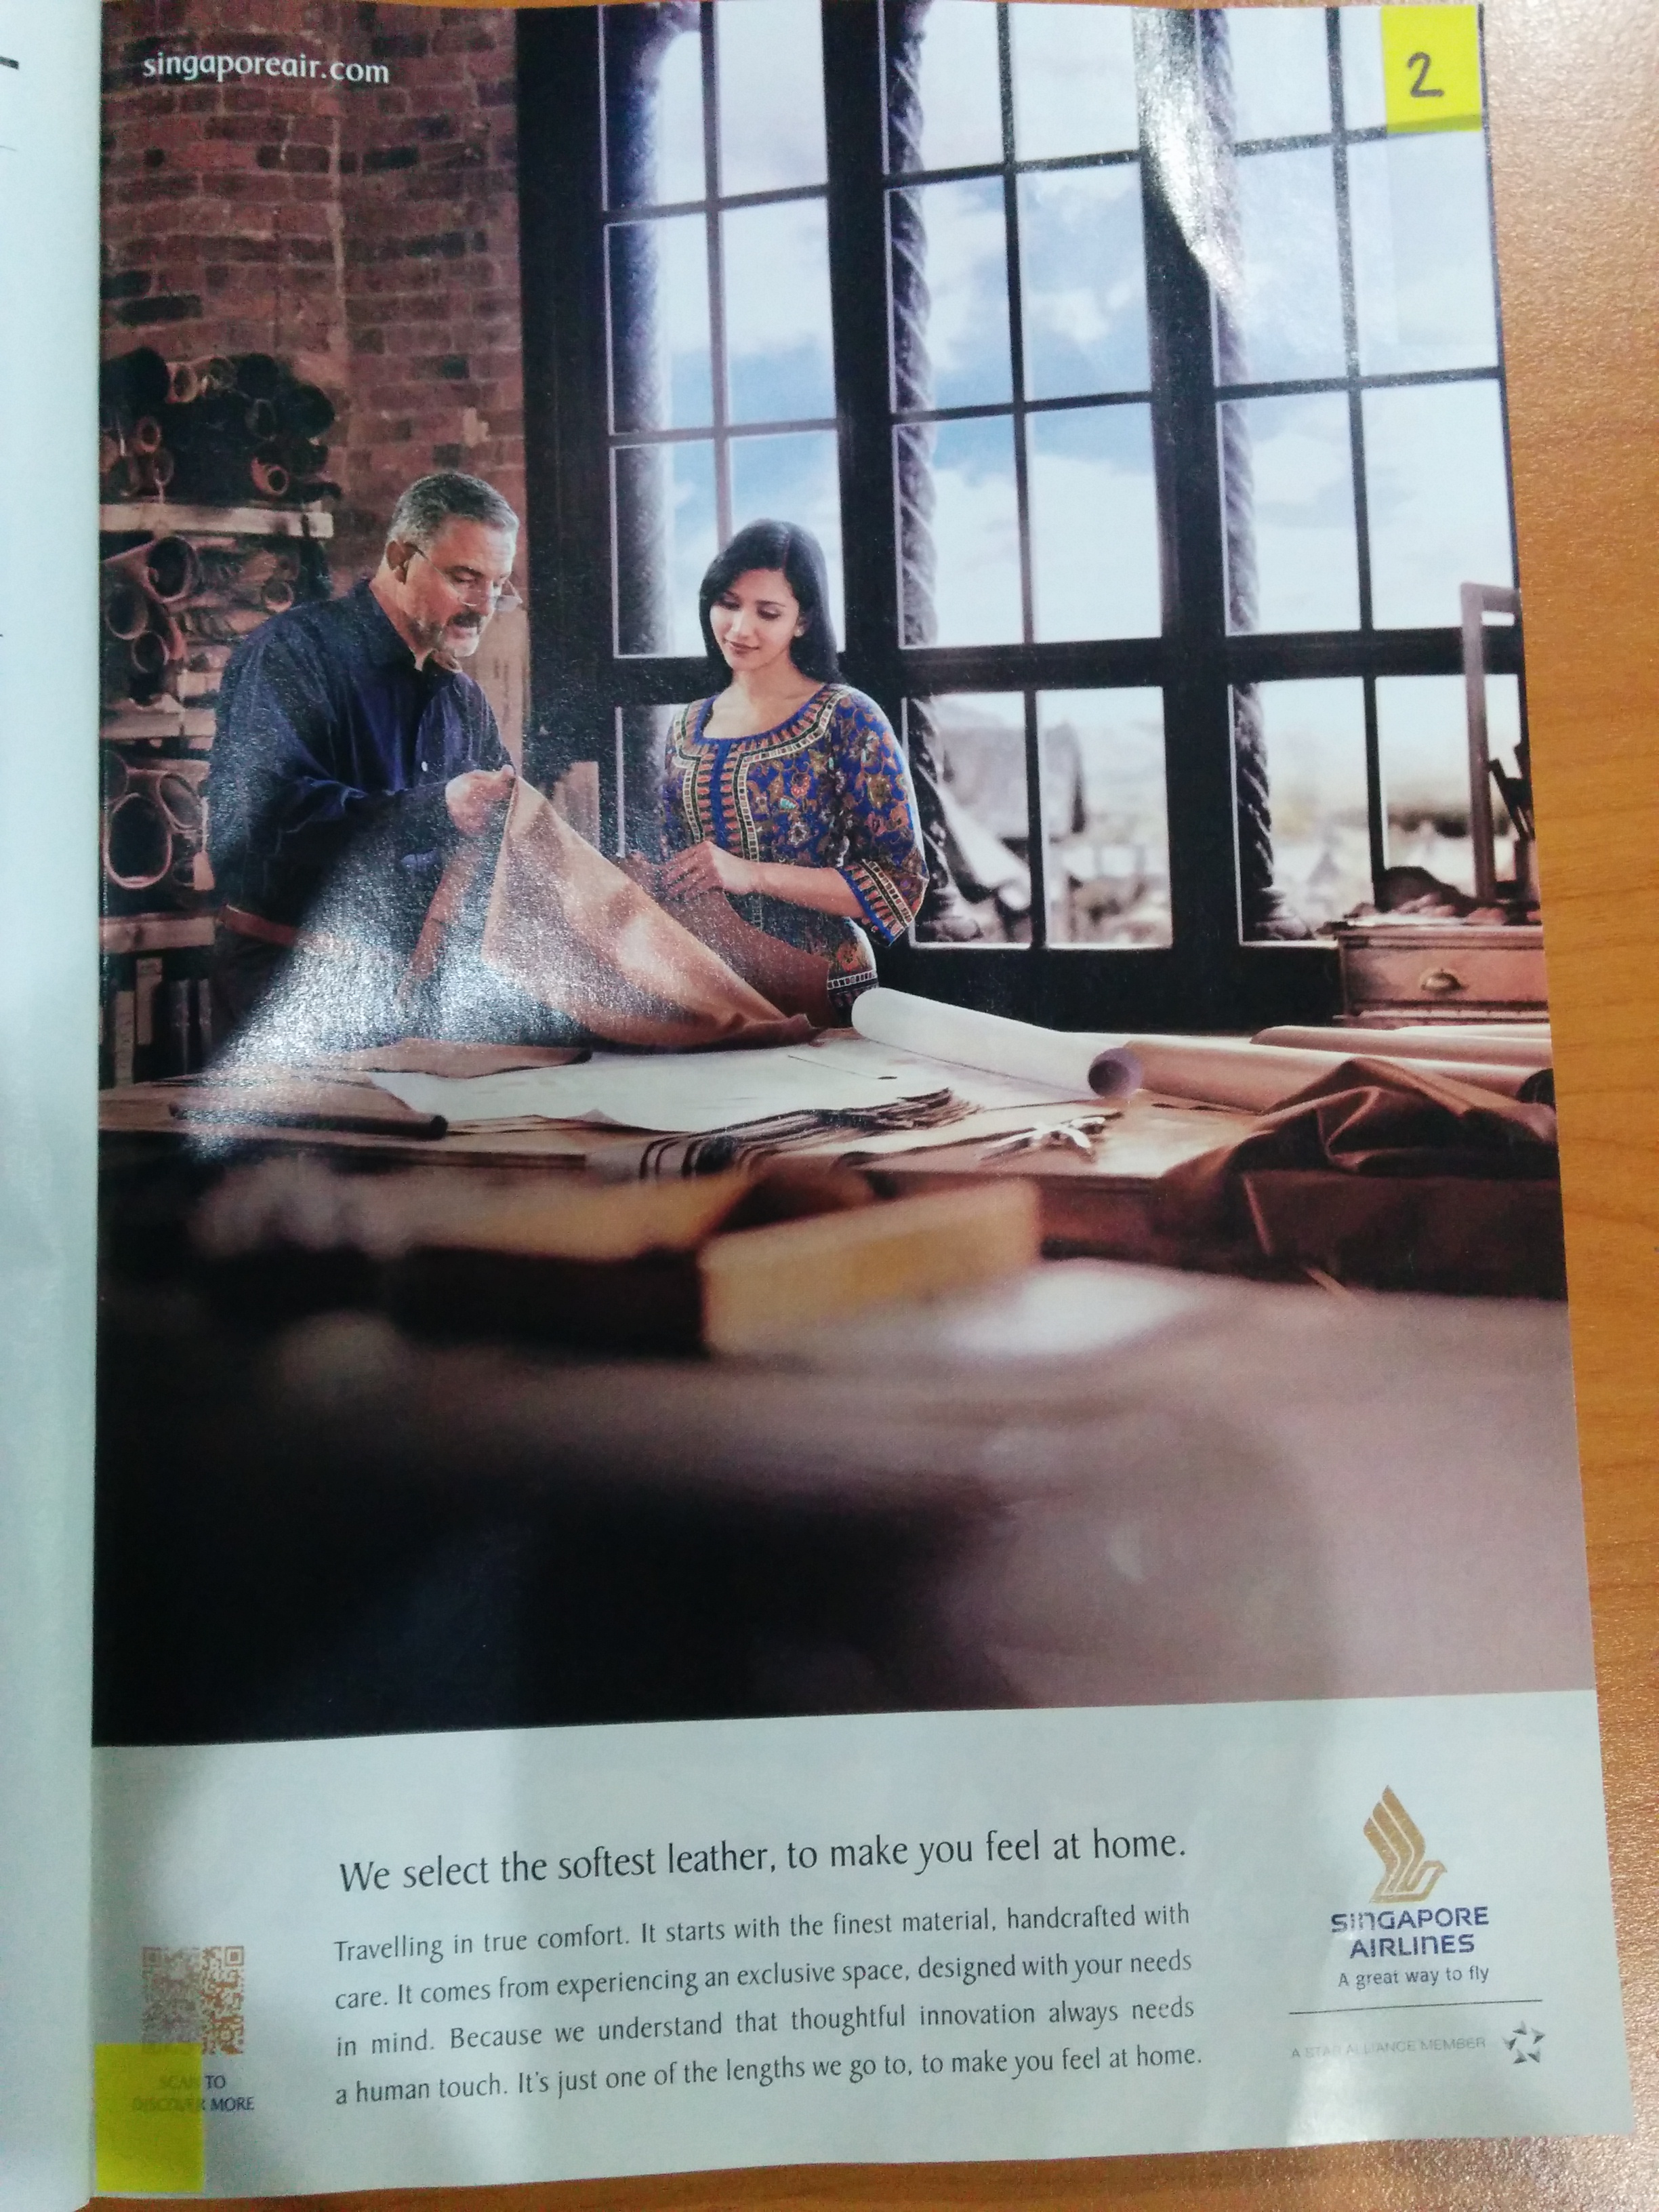 singaporeair.com
2
We select the softest leather, to make you feel at home.
Travelling in true comfort. It starts with the finest material, handcrafted with
care. It comes from experiencing an exclusive space, designed with your needs
in mind. Because we understand that thoughtful innovation always needs
a human touch. It's just one of the lengths we go to, to make you feel at home.
SCAN TO
DISCOVER MORE
SINGAPORE
AIRLINES
A great way to fly
A STAR ALLIANCE MEMBER